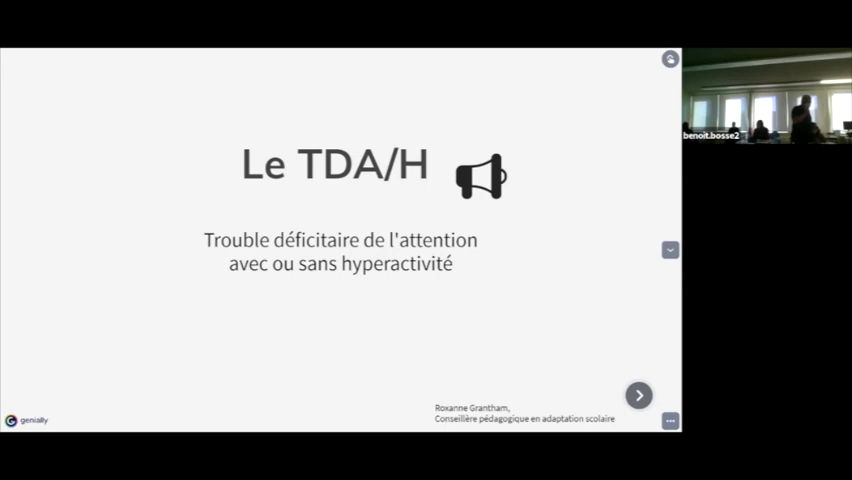 Le TDA/H
Trouble déficitaire de l'attention
avec ou sans hyperactivité
Roxanne Grantham,
Conseillère pédagogique en adaptation scolaire
genially
benoit.bosse2